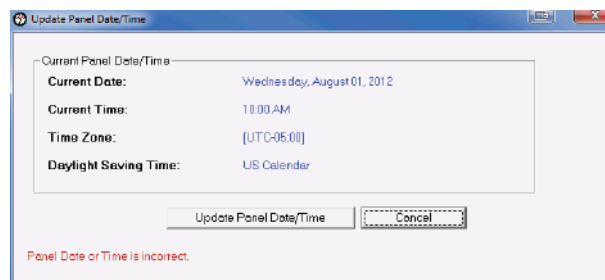 Update Panel Date/Time
Current Panel Date/Time
Current Date: Wednesday, August 01, 2012
Current Time: 10:00 AM
Time Zone: [UTC-05:00]
Daylight Saving Time: US Calendar
Update Panel Date/Time Cancel
Panel Date or Time is incorrect.